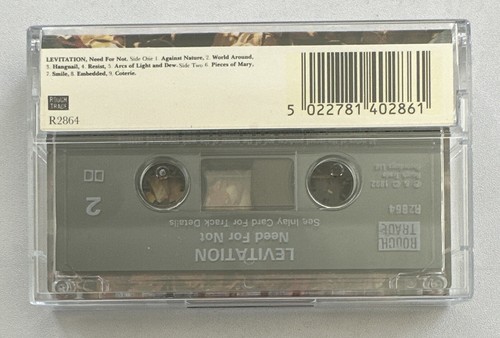 LEVITATION, Need For Not. Side One 1. Against Nature, 2. World Around,
3. Hangnail, 4. Resist, 5. Arcs of Light and Dew. Side Two 6. Pieces of Mary,
7. Smile, 8. Embedded, 9. Coterie.
ROUGH
TRADE
R2864
5 022781 402861
LEVITATION
Need For Not
See Inlay Card For Track Details
2
ROUGH
TRADE
R2864
℗ & © 1992